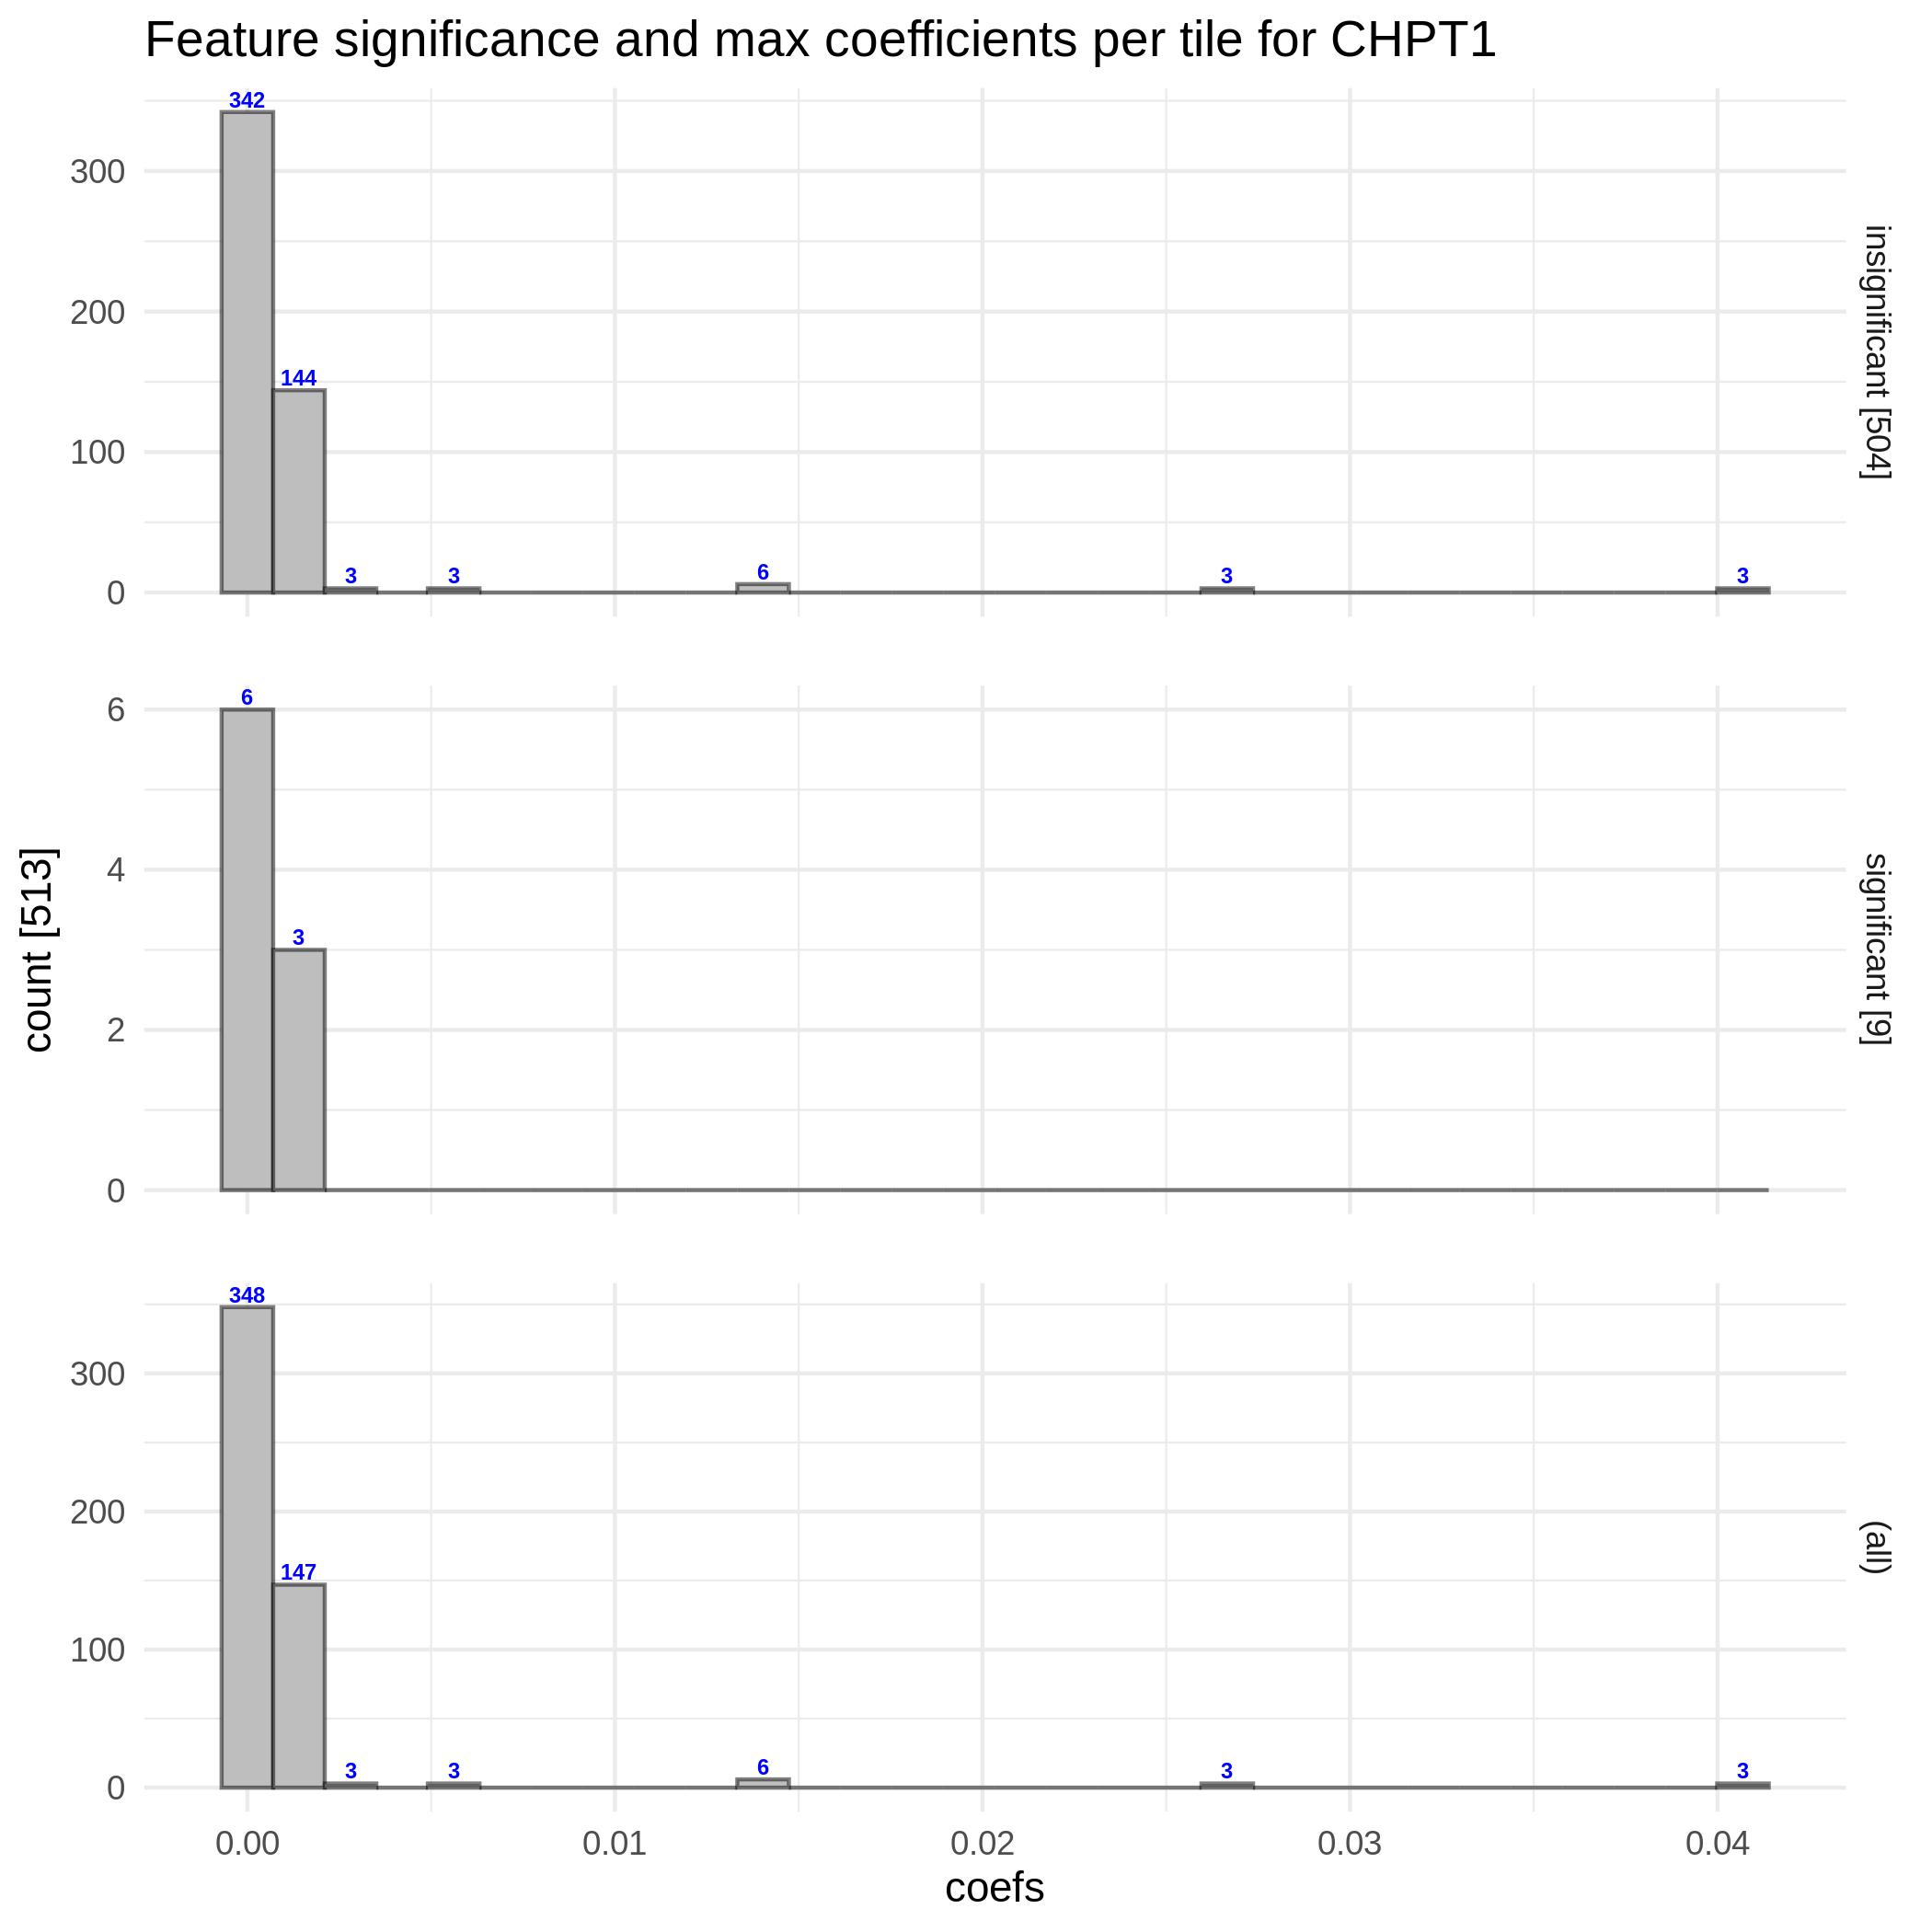 Feature significance and max coefficients per tile for CHPT1
342
300
144
200
100
3 3 6 3 3
0
insignificant [504]
6
6
4
3
2
0
significant [9]
count [513]
348
300
200
147
100
3 3 6 3 3
0
(all)
0.00 0.01 0.02 0.03 0.04
coefs